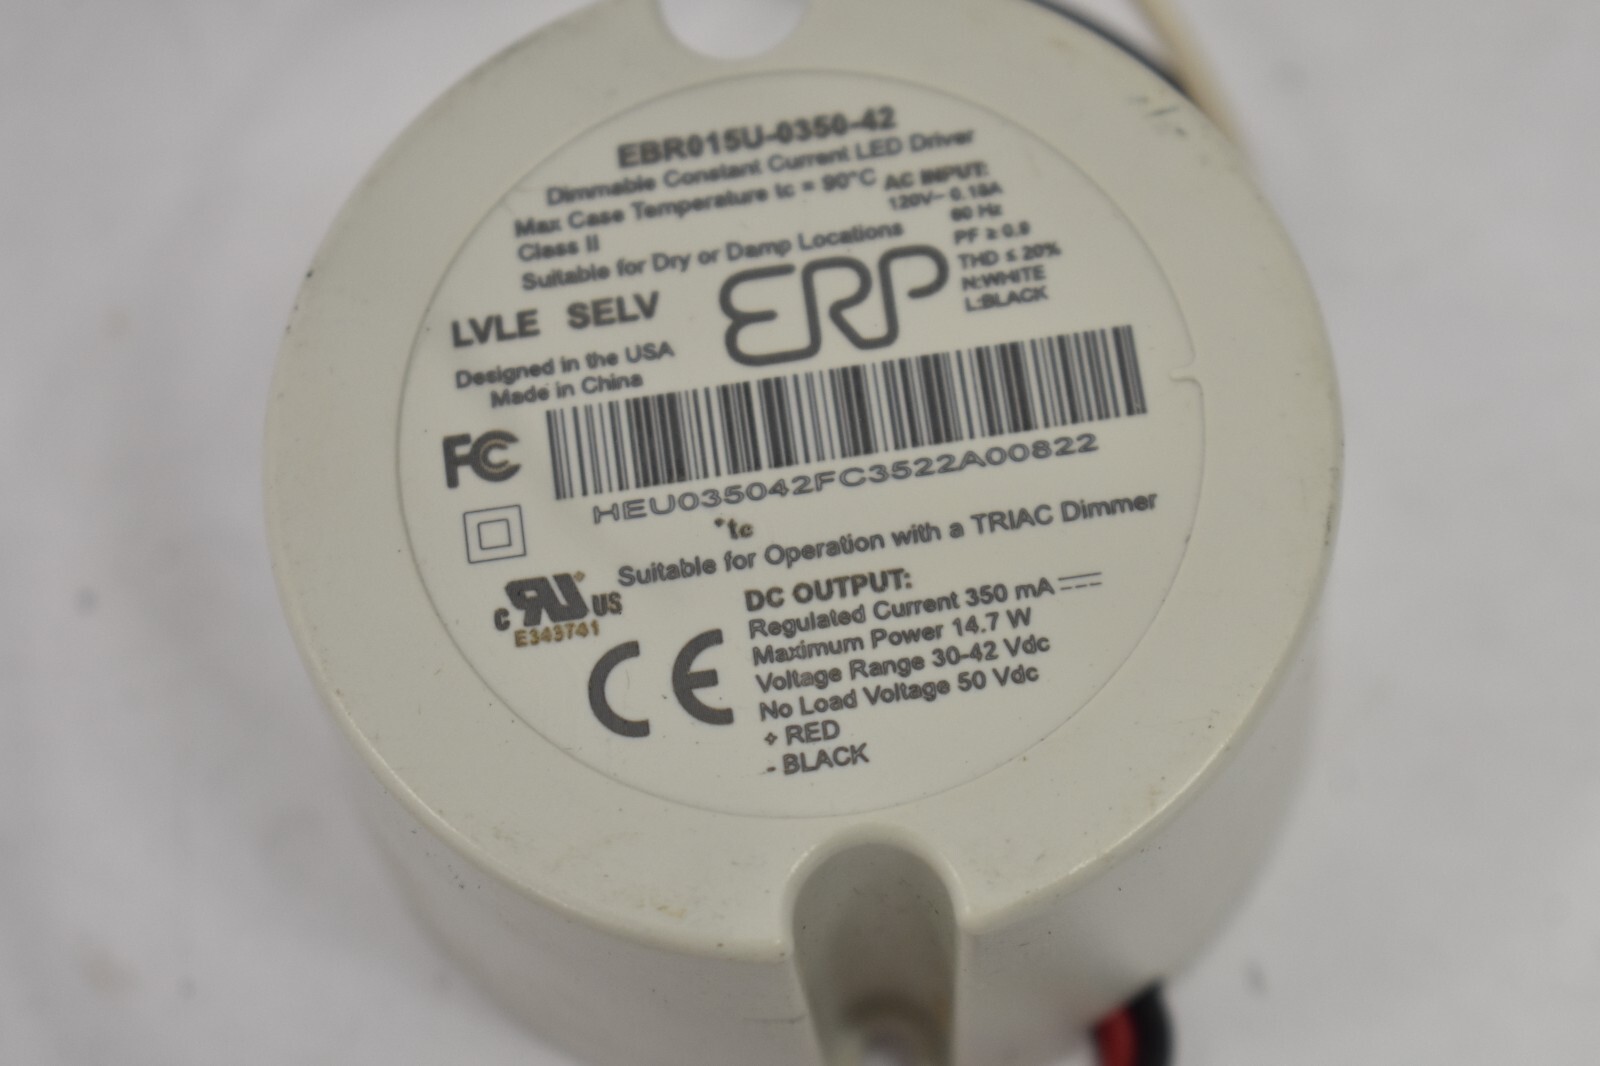 EBR015U-0350-42
Dimmable Constant Current LED Driver
Max Case Temperature tc = 90°C
Class II
Suitable for Dry or Damp Locations
AC INPUT:
120V~ 0.18A
60 Hz
PF ≥ 0.9
THD ≤ 20%
N:WHITE
L:BLACK
LVLE SELV
ERP
Designed in the USA
Made in China
FC
HEU035042FC3522A00822
•tc
Suitable for Operation with a TRIAC Dimmer
c RU US
E343741
CE
DC OUTPUT:
Regulated Current 350 mA
Maximum Power 14.7 W
Voltage Range 30-42 Vdc
No Load Voltage 50 Vdc
+ RED
- BLACK